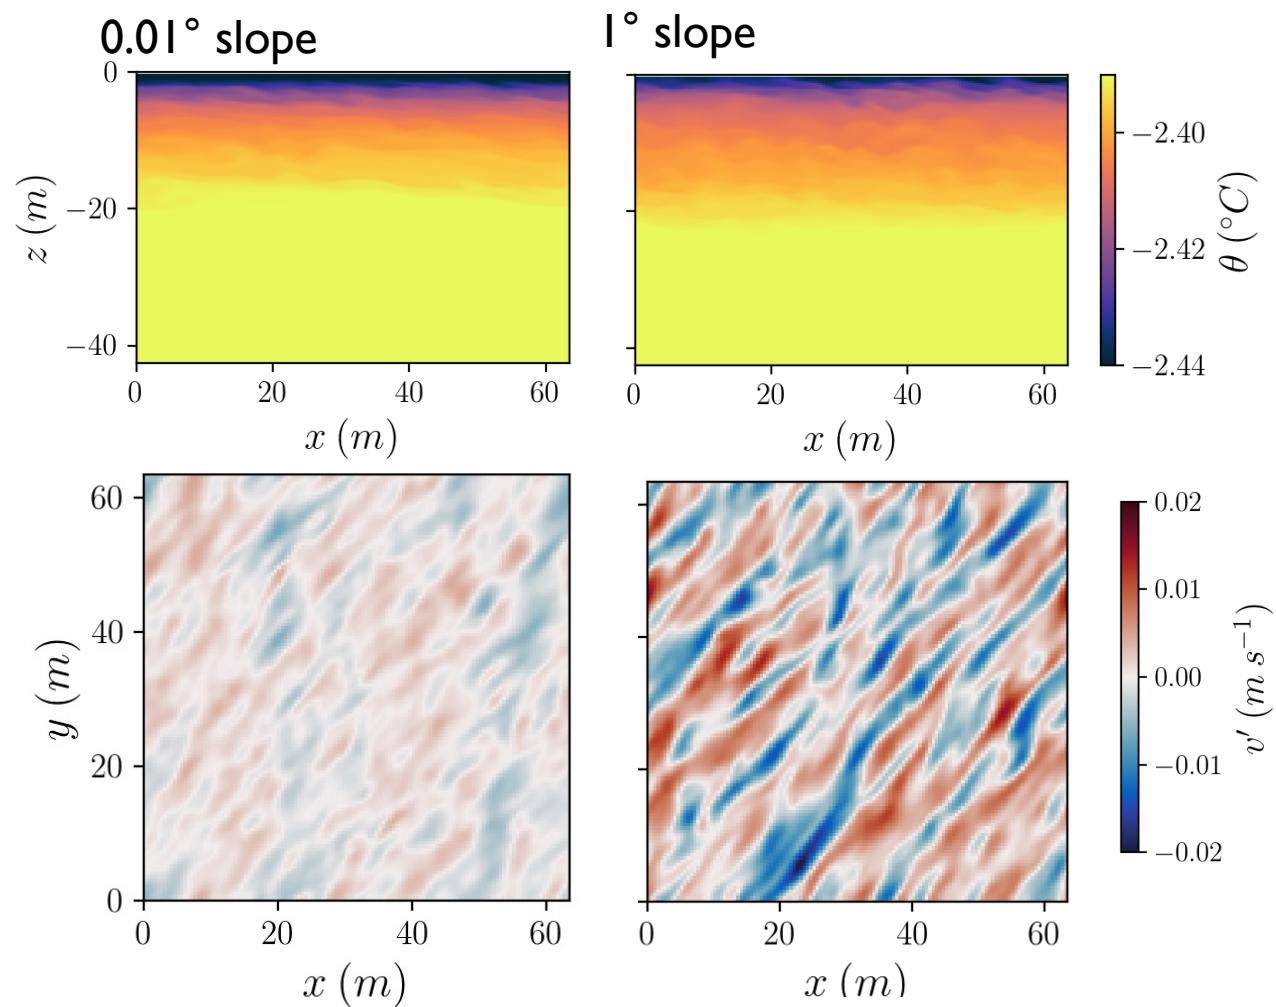 0.01° slope
1° slope
0
−20
−40
z (m)
0 20 40 60
x (m)
0 20 40 60
x (m)
−2.40
−2.42
−2.44
θ (°C)
60
40
20
0
y (m)
0 20 40 60
x (m)
0 20 40 60
x (m)
0.02
0.01
0.00
−0.01
−0.02
v′ (m s⁻¹)